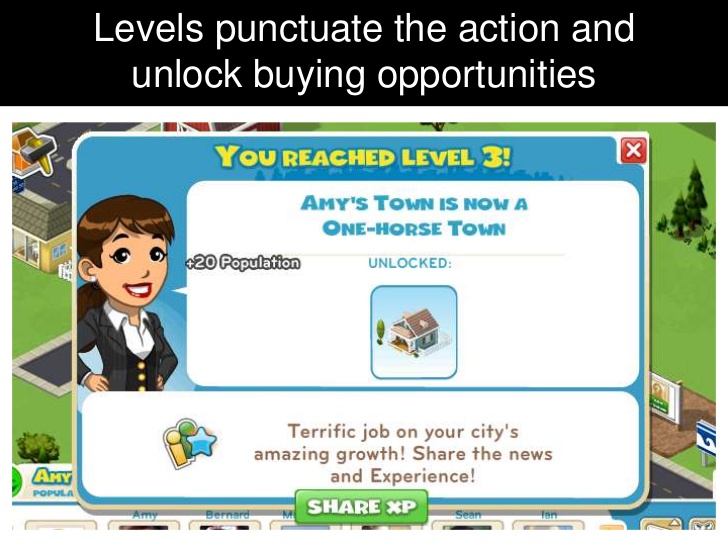 Levels punctuate the action and
unlock buying opportunities
YOU REACHED LEVEL 3!
AMY'S TOWN IS NOW A
ONE-HORSE TOWN
+20 Population
UNLOCKED:
Terrific job on your city's
amazing growth! Share the news
and Experience!
SHARE XP
AMY
POPULA
Amy Bernard M Sean Ian